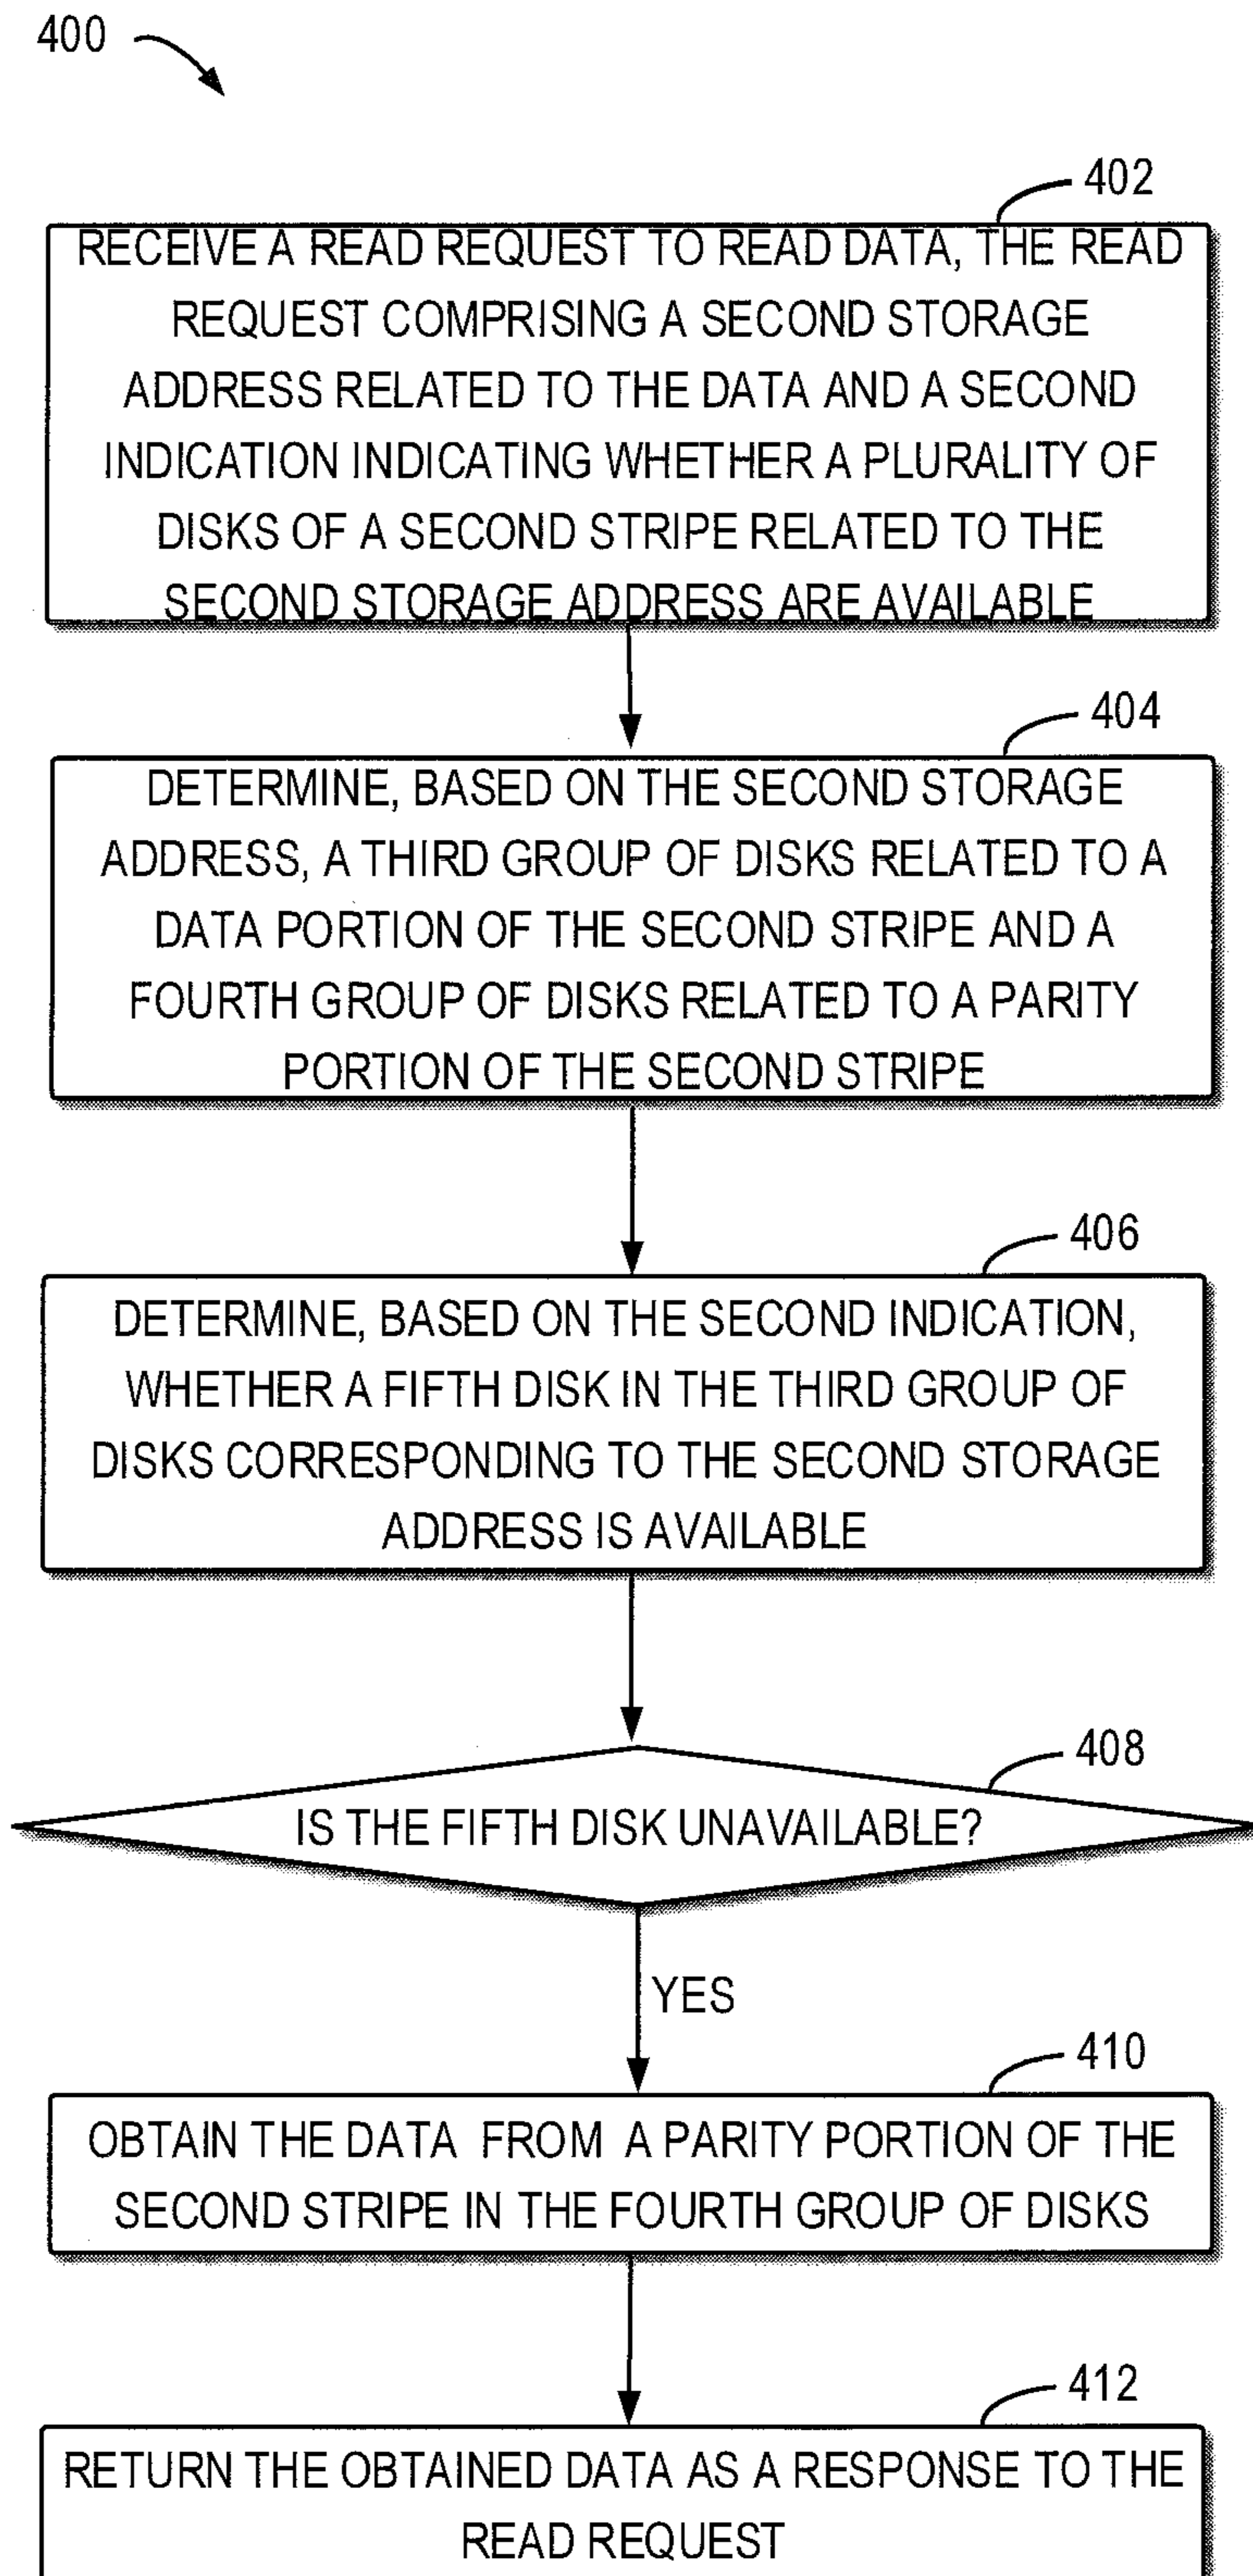 400
402
RECEIVE A READ REQUEST TO READ DATA, THE READ
REQUEST COMPRISING A SECOND STORAGE
ADDRESS RELATED TO THE DATA AND A SECOND
INDICATION INDICATING WHETHER A PLURALITY OF
DISKS OF A SECOND STRIPE RELATED TO THE
SECOND STORAGE ADDRESS ARE AVAILABLE
404
DETERMINE, BASED ON THE SECOND STORAGE
ADDRESS, A THIRD GROUP OF DISKS RELATED TO A
DATA PORTION OF THE SECOND STRIPE AND A
FOURTH GROUP OF DISKS RELATED TO A PARITY
PORTION OF THE SECOND STRIPE
406
DETERMINE, BASED ON THE SECOND INDICATION,
WHETHER A FIFTH DISK IN THE THIRD GROUP OF
DISKS CORRESPONDING TO THE SECOND STORAGE
ADDRESS IS AVAILABLE
408
IS THE FIFTH DISK UNAVAILABLE?
YES
410
OBTAIN THE DATA FROM A PARITY PORTION OF THE
SECOND STRIPE IN THE FOURTH GROUP OF DISKS
412
RETURN THE OBTAINED DATA AS A RESPONSE TO THE
READ REQUEST